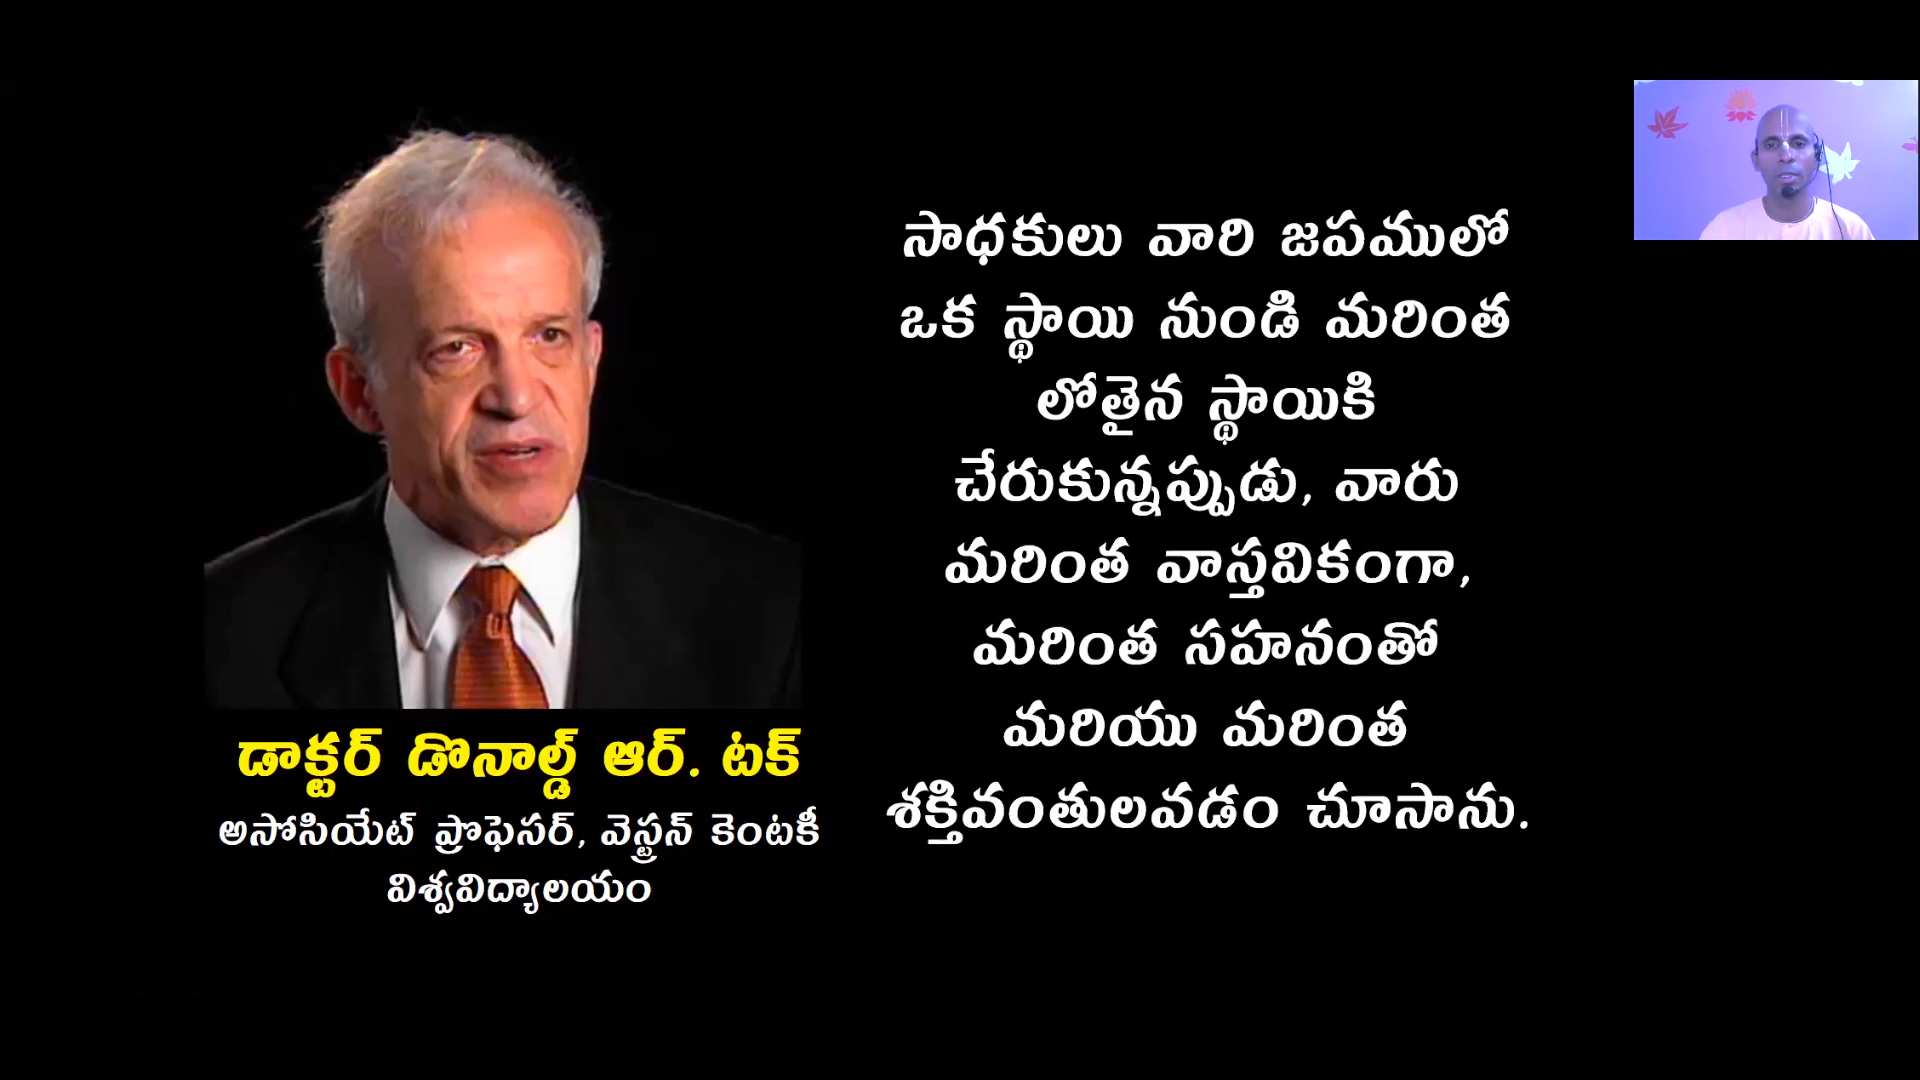 డాక్టర్ డొనాల్డ్ ఆర్. టక్
అసోసియేట్ ప్రొఫెసర్, వెస్ట్రన్ కెంటకీ
విశ్వవిద్యాలయం
సాధకులు వారి జపములో
ఒక స్థాయి నుండి మరింత
లోతైన స్థాయికి
చేరుకున్నప్పుడు, వారు
మరింత వాస్తవికంగా,
మరింత సహనంతో
మరియు మరింత
శక్తివంతులవడం చూసాను.